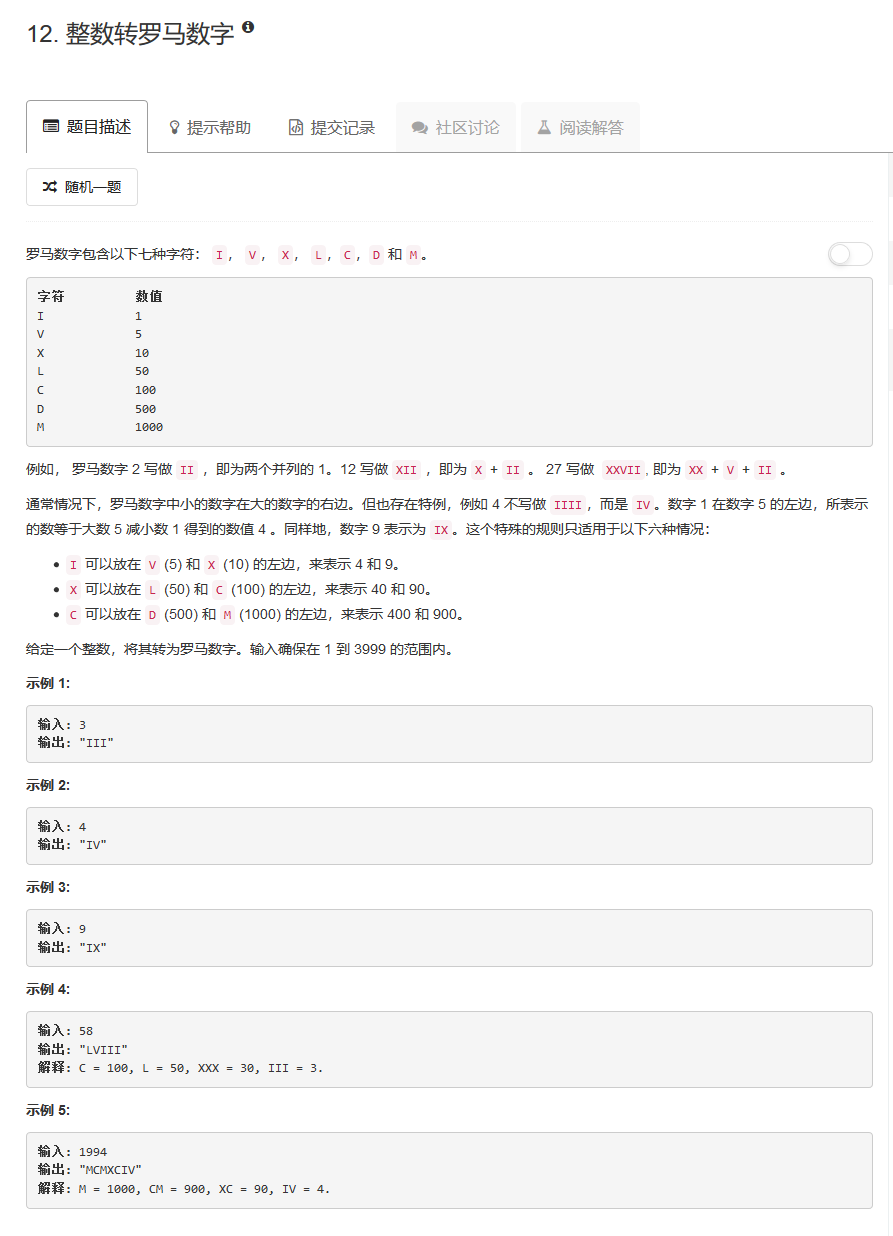 12. 整数转罗马数字
题目描述
提示帮助
提交记录
社区讨论
阅读解答
随机一题
罗马数字包含以下七种字符： I， V， X， L，C，D 和 M。
字符 数值
I 1
V 5
X 10
L 50
C 100
D 500
M 1000
例如， 罗马数字 2 写做 II ，即为两个并列的 1。12 写做 XII ，即为 X + II 。 27 写做 XXVII, 即为 XX + V + II 。
通常情况下，罗马数字中小的数字在大的数字的右边。但也存在特例，例如 4 不写做 IIII，而是 IV。数字 1 在数字 5 的左边，所表示
的数等于大数 5 减小数 1 得到的数值 4 。同样地，数字 9 表示为 IX。这个特殊的规则只适用于以下六种情况：
• I 可以放在 V (5) 和 X (10) 的左边，来表示 4 和 9。
• X 可以放在 L (50) 和 C (100) 的左边，来表示 40 和 90。
• C 可以放在 D (500) 和 M (1000) 的左边，来表示 400 和 900。
给定一个整数，将其转为罗马数字。输入确保在 1 到 3999 的范围内。
示例 1:
输入: 3
输出: "III"
示例 2:
输入: 4
输出: "IV"
示例 3:
输入: 9
输出: "IX"
示例 4:
输入: 58
输出: "LVIII"
解释: C = 100, L = 50, XXX = 30, III = 3.
示例 5:
输入: 1994
输出: "MCMXCIV"
解释: M = 1000, CM = 900, XC = 90, IV = 4.